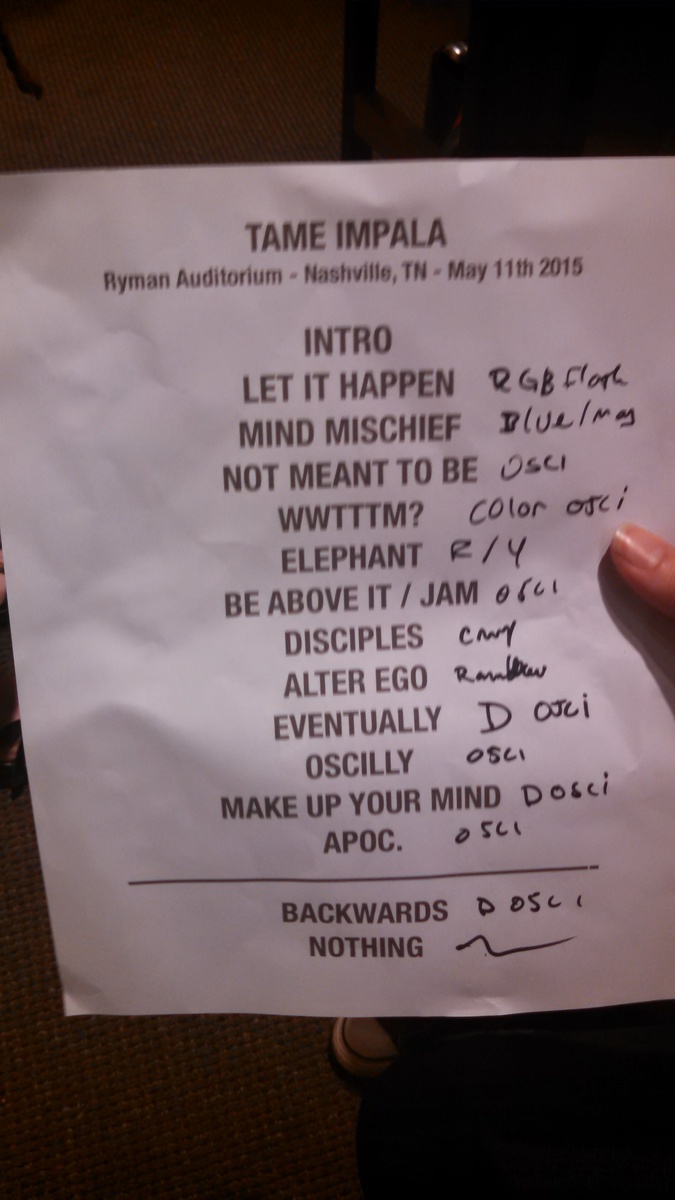 TAME IMPALA
Ryman Auditorium - Nashville, TN - May 11th 2015
INTRO
LET IT HAPPEN RGB Flash
MIND MISCHIEF Blue/Mag
NOT MEANT TO BE OSCI
WWTTTM? COlor OSCi
ELEPHANT R/Y
BE ABOVE IT / JAM OSCI
DISCIPLES CMY
ALTER EGO
EVENTUALLY D OSCi
OSCILLY OSCI
MAKE UP YOUR MIND D OSCi
APOC. OSCI
BACKWARDS D OSCI
NOTHING